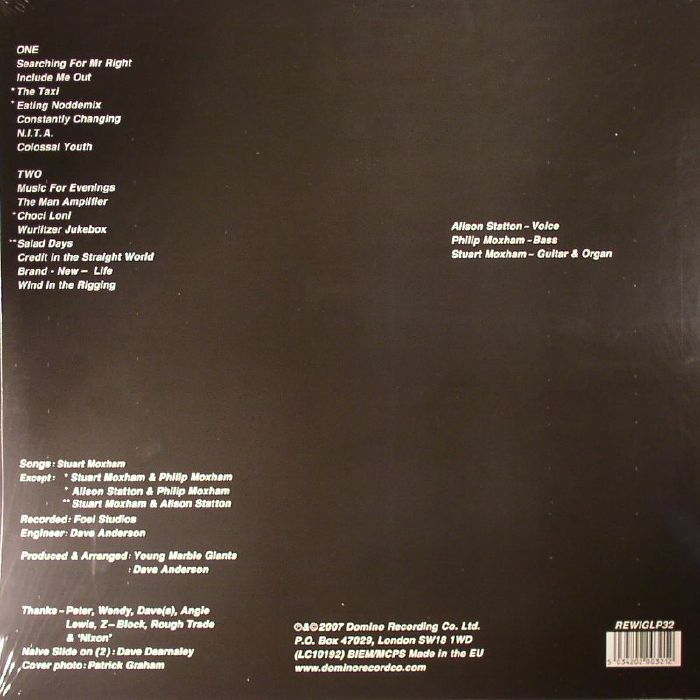 ONE
Searching For Mr Right
Include Me Out
*The Taxi
*Eating Noddemix
Constantly Changing
N.I.T.A.
Colossal Youth
TWO
Music For Evenings
The Man Amplifier
*Choci Loni
Wurlitzer Jukebox
**Salad Days
Credit in the Straight World
Brand - New - Life
Wind in the Rigging
Alison Statton - Voice
Philip Moxham - Bass
Stuart Moxham - Guitar & Organ
Songs: Stuart Moxham
Except: * Stuart Moxham & Philip Moxham
* Alison Statton & Philip Moxham
** Stuart Moxham & Alison Statton
Recorded: Foel Studios
Engineer: Dave Anderson
Produced & Arranged: Young Marble Giants
: Dave Anderson
Thanks - Peter, Wendy, Dave(s), Angie
Lewis, Z-Block, Rough Trade
& 'Nixon'
Naive Slide on (2): Dave Dearnaley
Cover photo: Patrick Graham
℗&©2007 Domino Recording Co. Ltd.
P.O. Box 47029, London SW18 1WD
(LC10192) BIEM/MCPS Made in the EU
www.dominorecordco.com
REWIGLP32
5 034202 003212